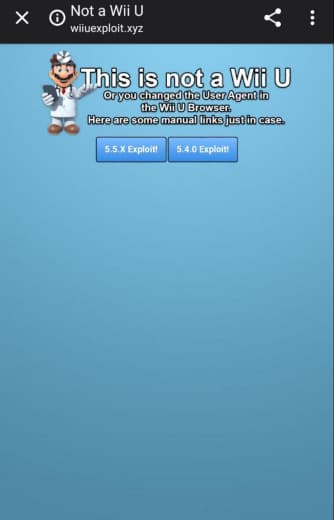 Not a Wii U
wiiuexploit.xyz
This is not a Wii U
Or you changed the User Agent in
the Wii U Browser.
Here are some manual links just in case.
5.5.X Exploit! 5.4.0 Exploit!